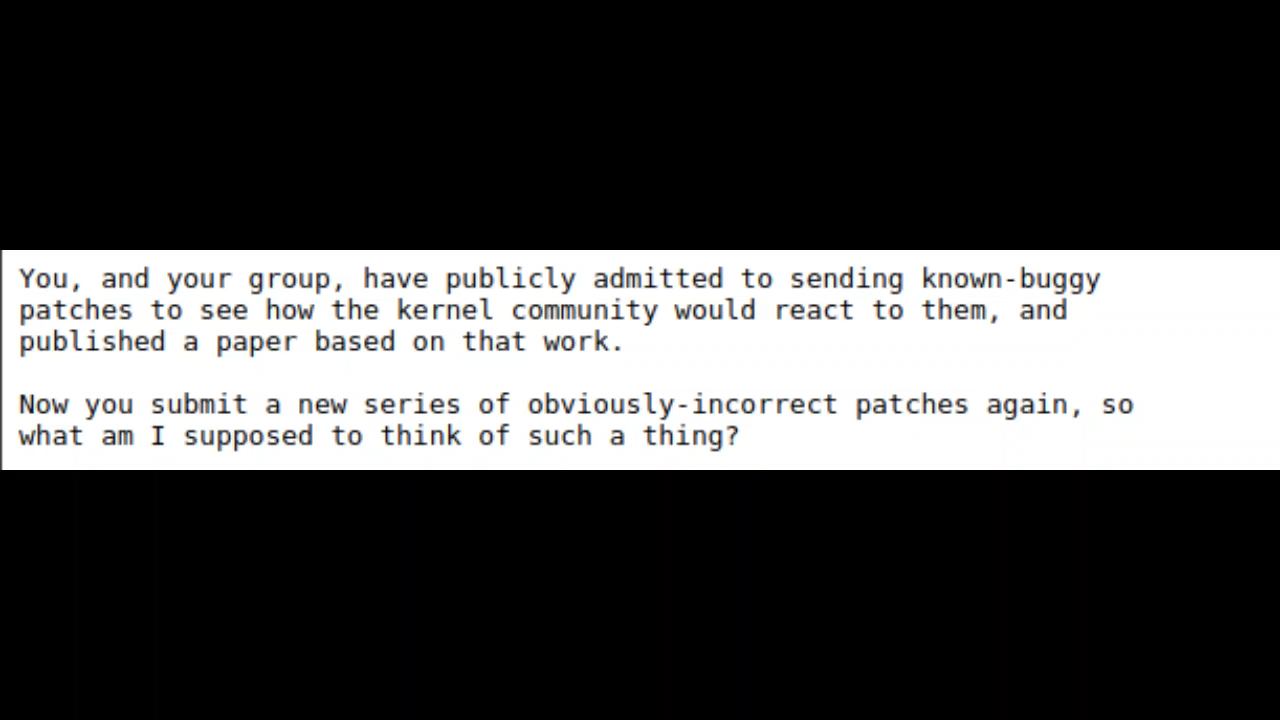 You, and your group, have publicly admitted to sending known-buggy
patches to see how the kernel community would react to them, and
published a paper based on that work.
Now you submit a new series of obviously-incorrect patches again, so
what am I supposed to think of such a thing?